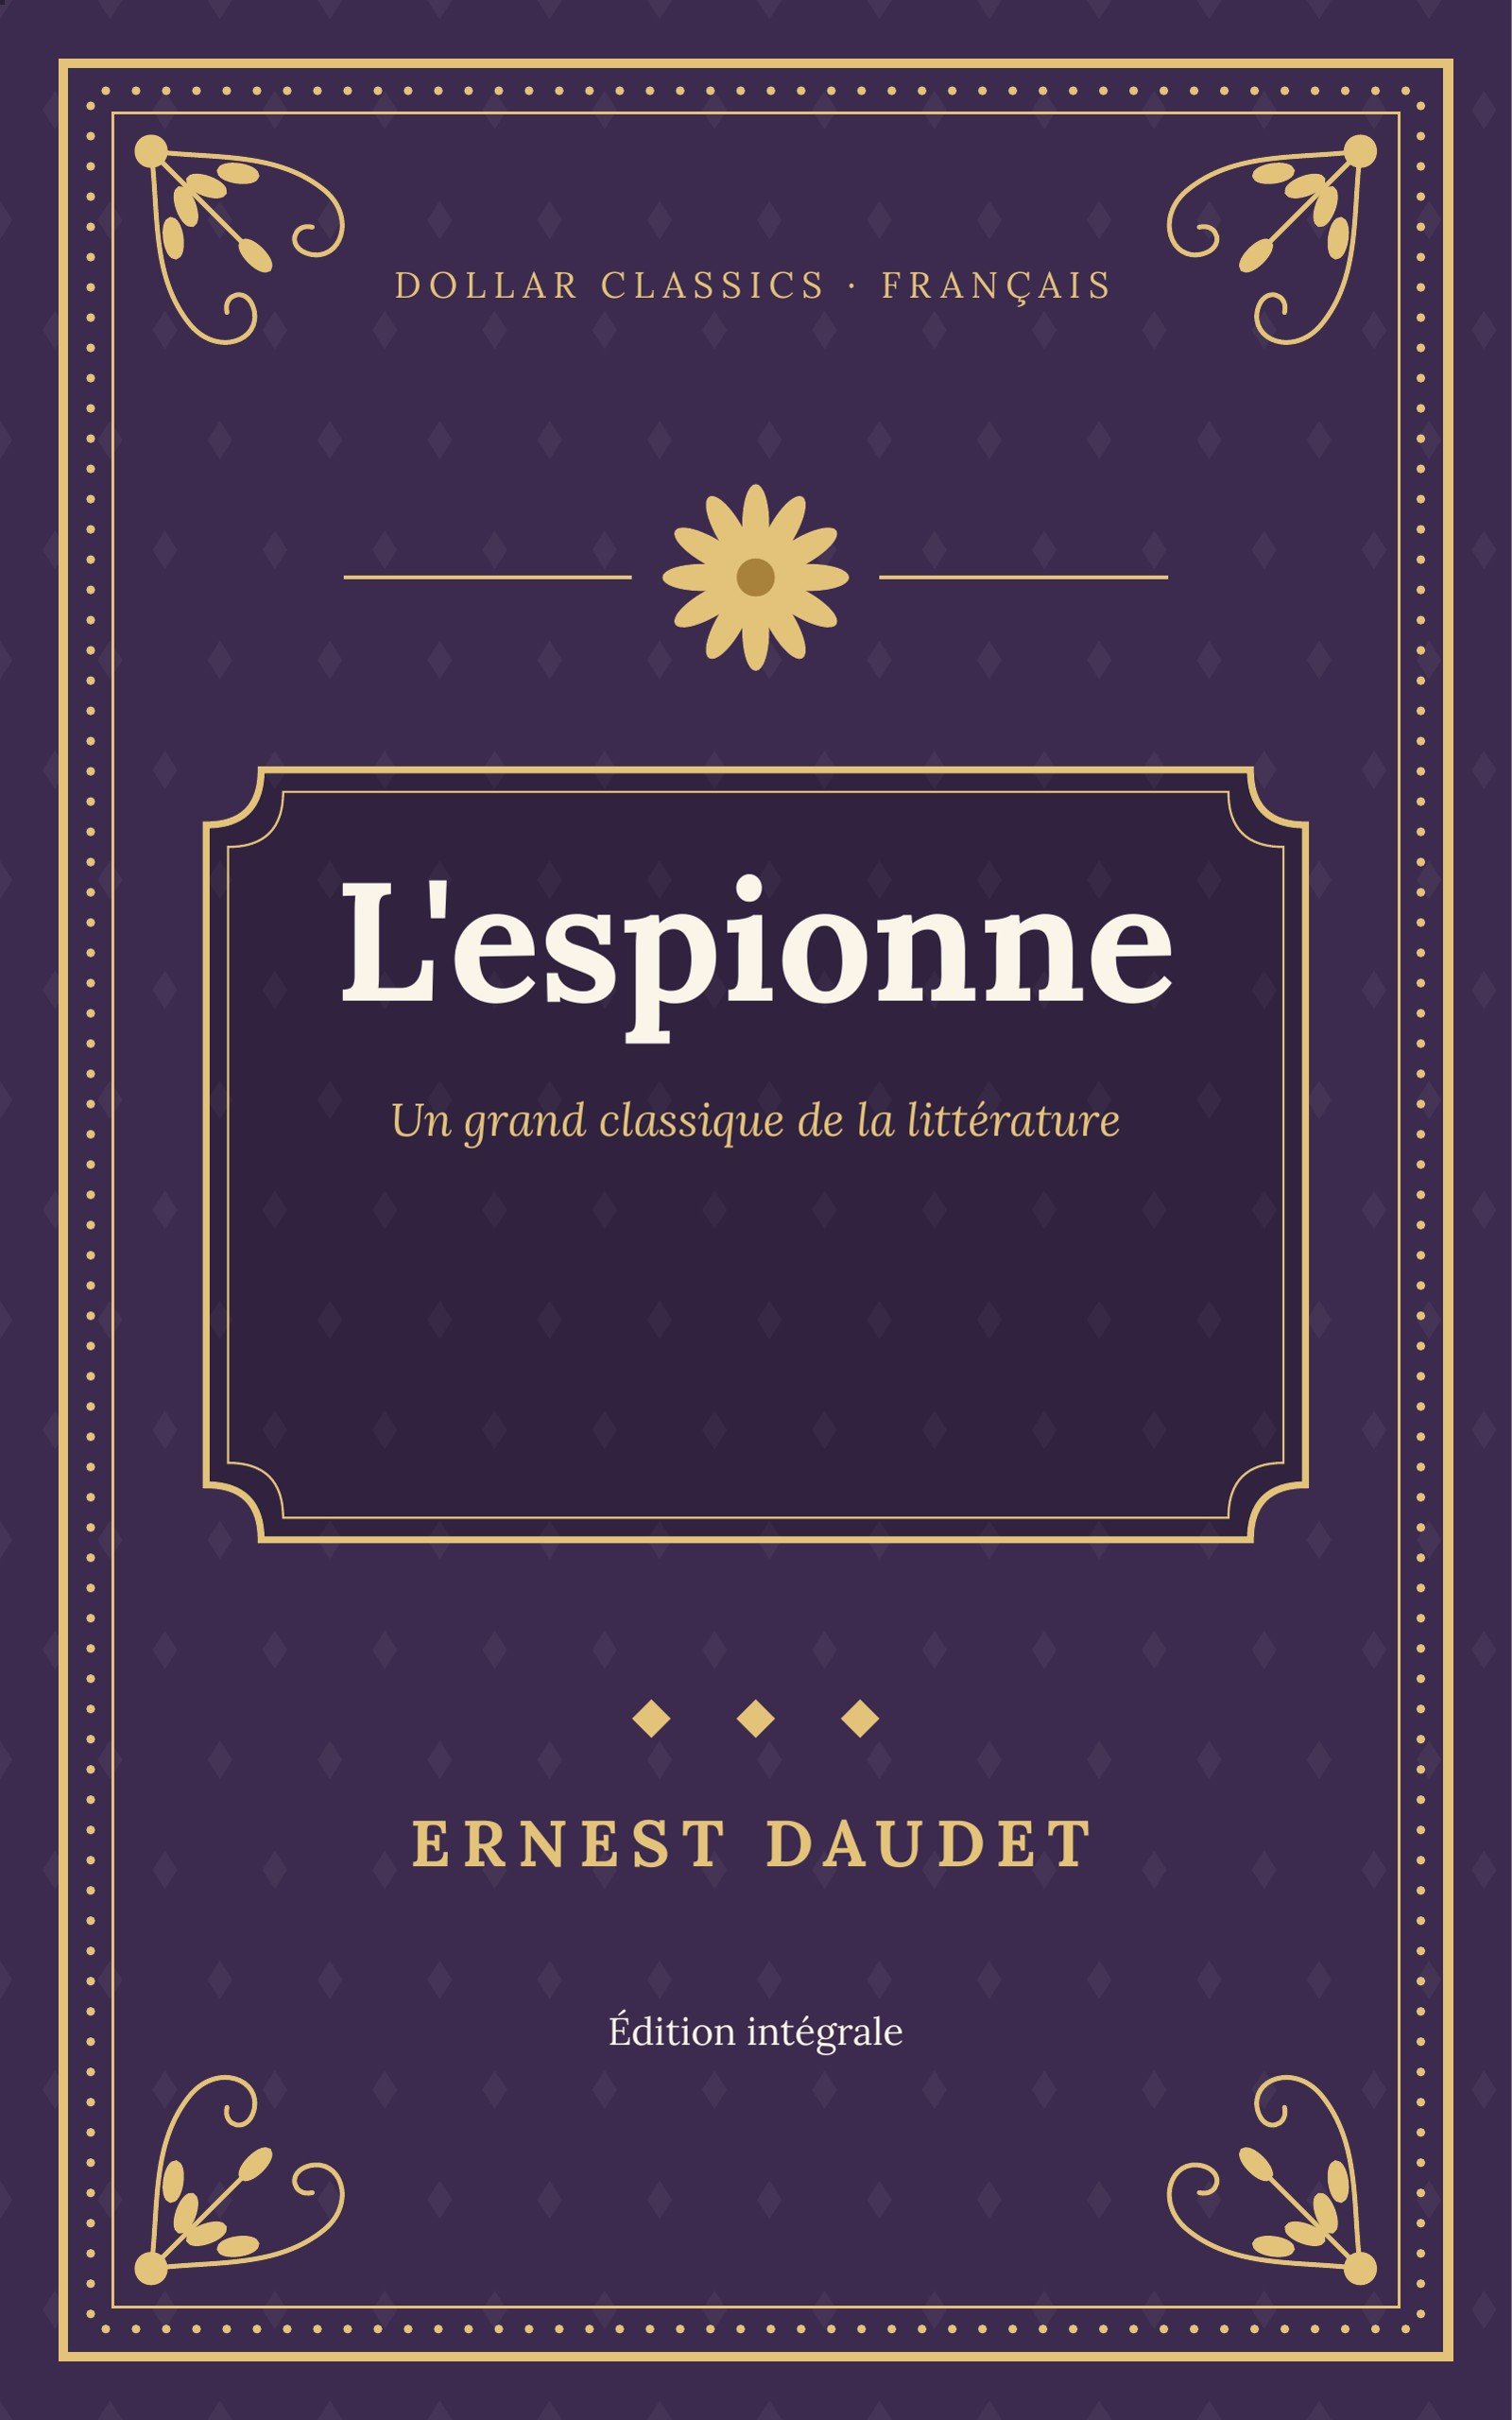 DOLLAR CLASSICS · FRANÇAIS
L'espionne
Un grand classique de la littérature
ERNEST DAUDET
Édition intégrale